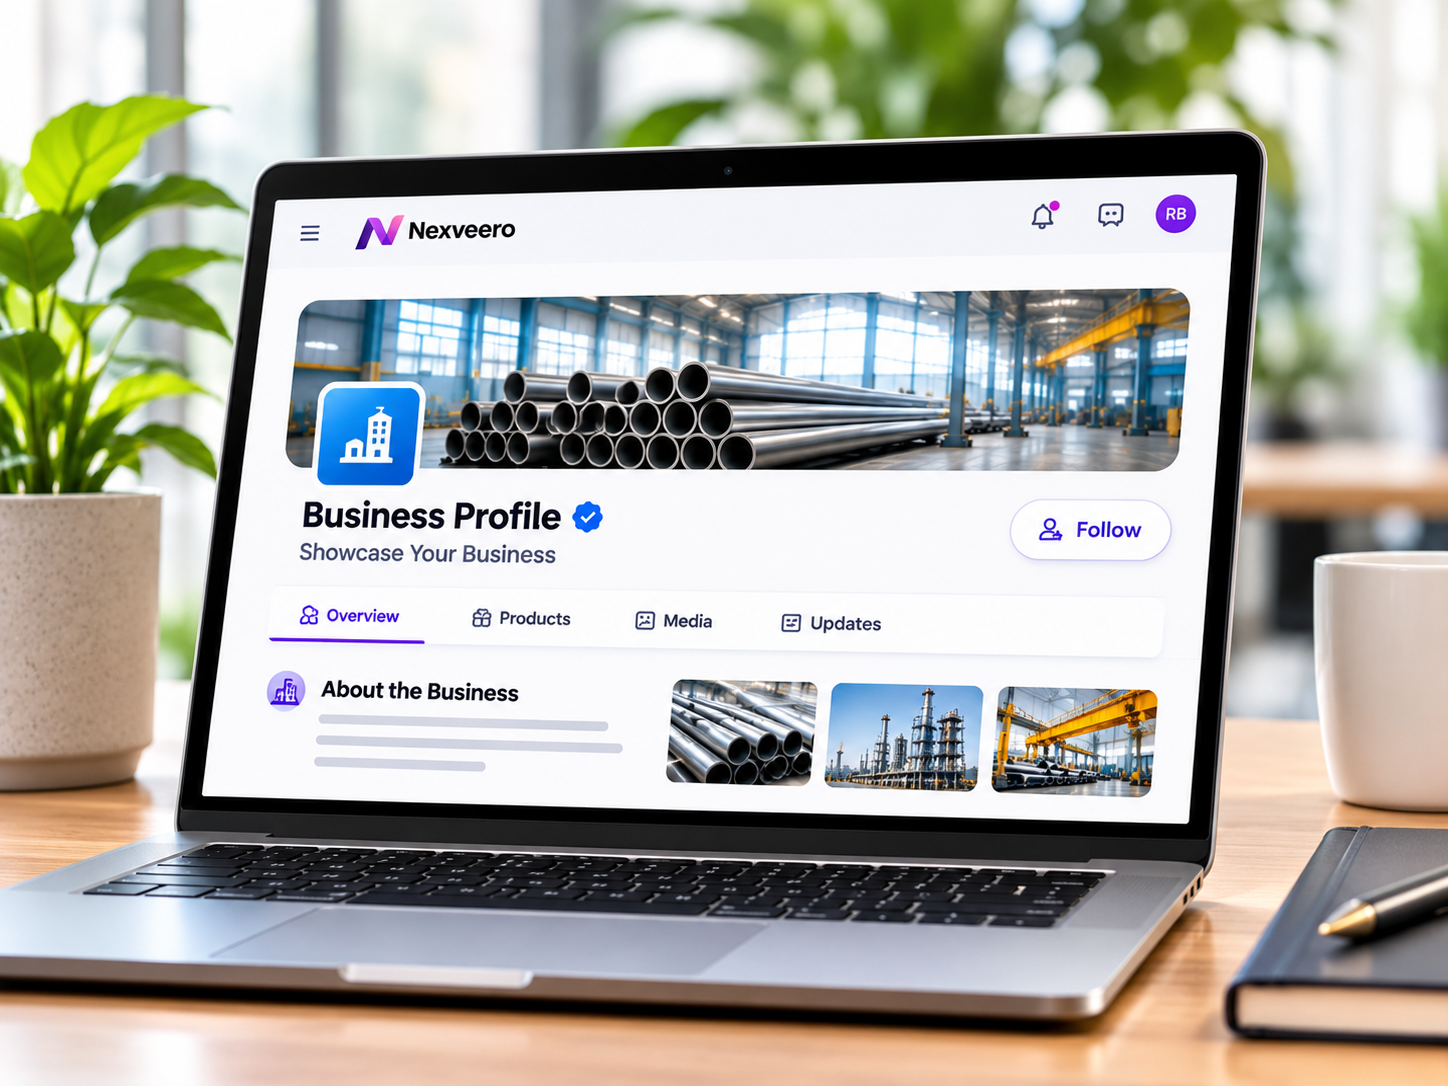 Nexveero
RB
Business Profile
Showcase Your Business
Follow
Overview
Products
Media
Updates
About the Business